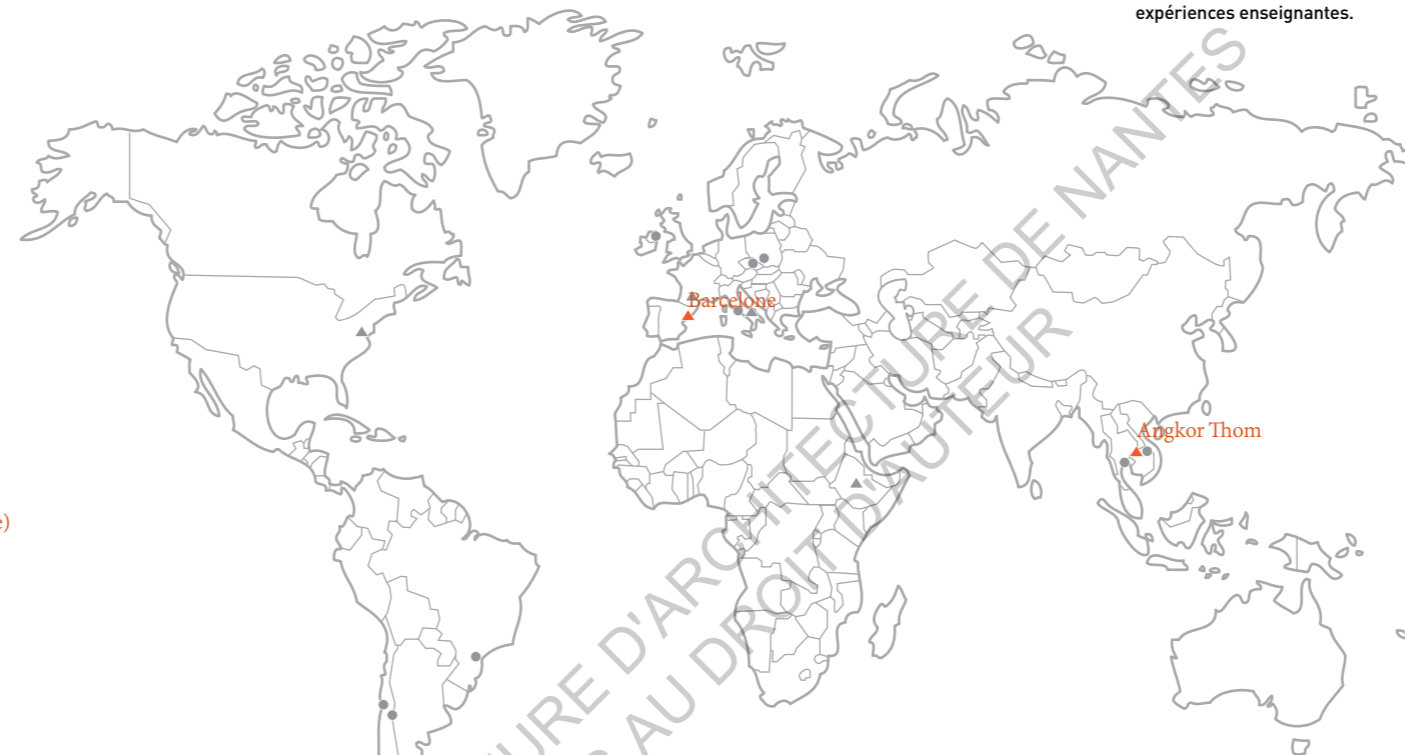 expériences enseignantes.
Barcelone
Angkor Thom
e)
URE D'ARCHITECTURE DE NANTES
AU DROIT D'AUTEUR